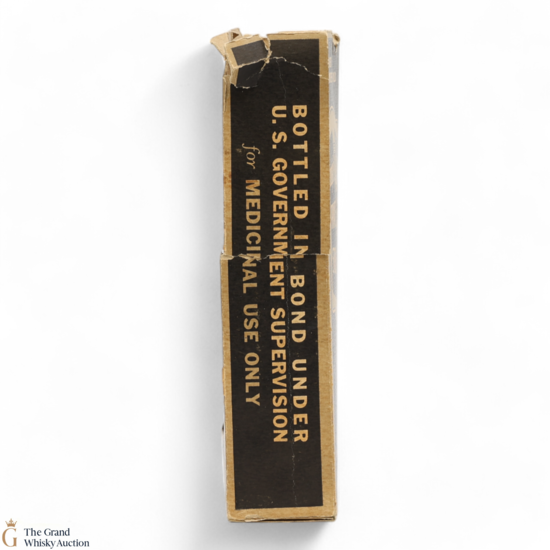 BOTTLED IN BOND UNDER
U. S. GOVERNMENT SUPERVISION
for MEDICINAL USE ONLY
G
The Grand
Whisky Auction